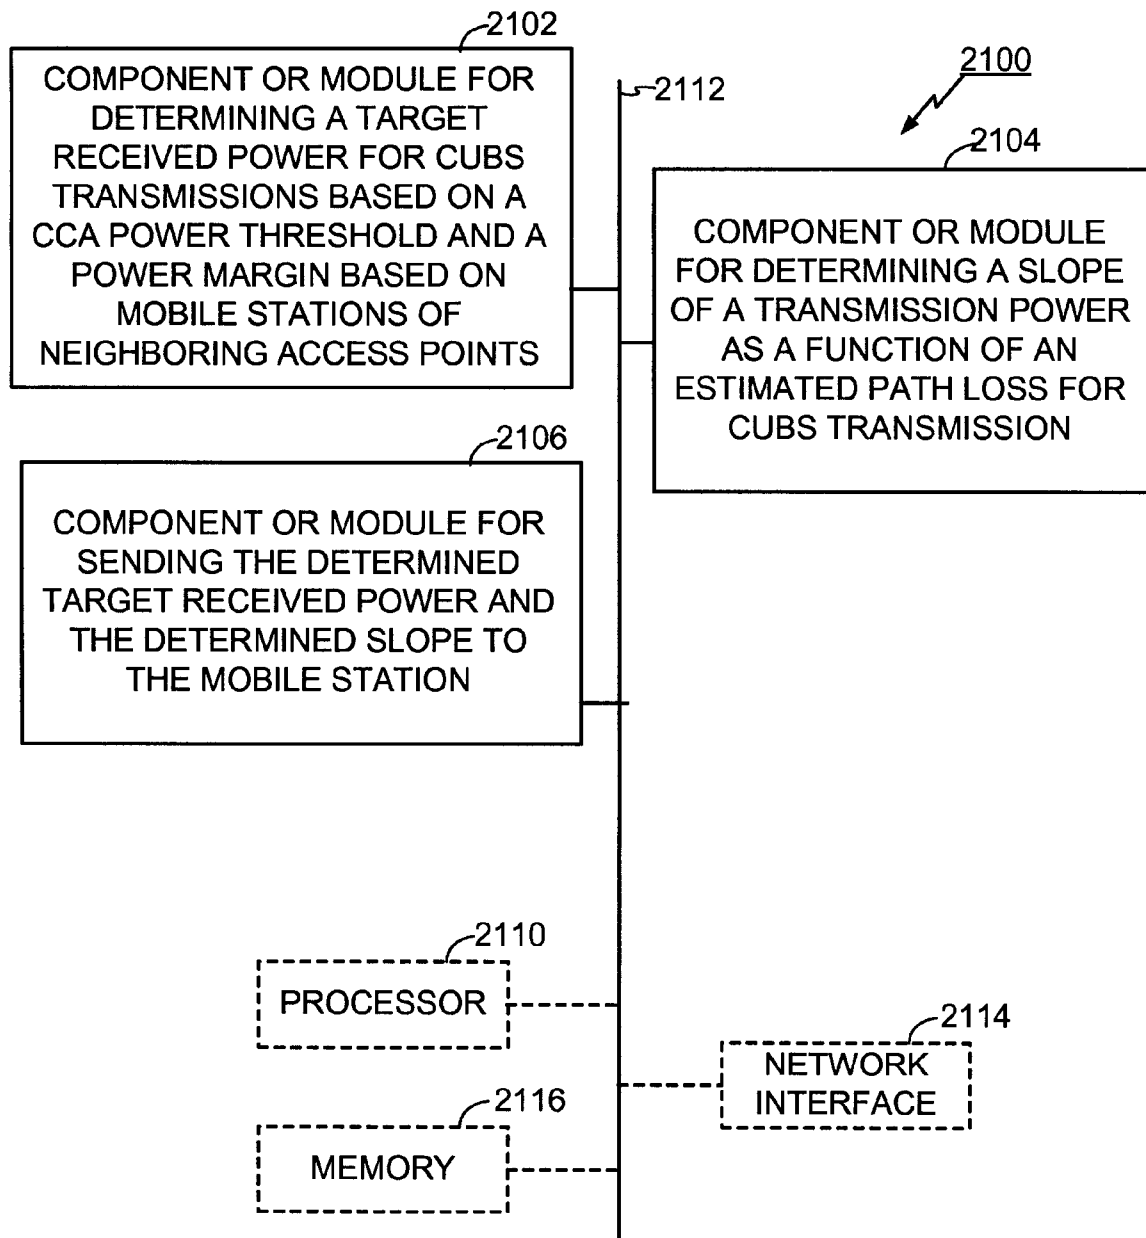 2102
COMPONENT OR MODULE FOR
DETERMINING A TARGET
RECEIVED POWER FOR CUBS
TRANSMISSIONS BASED ON A
CCA POWER THRESHOLD AND A
POWER MARGIN BASED ON
MOBILE STATIONS OF
NEIGHBORING ACCESS POINTS
2112
2100
2104
COMPONENT OR MODULE
FOR DETERMINING A SLOPE
OF A TRANSMISSION POWER
AS A FUNCTION OF AN
ESTIMATED PATH LOSS FOR
CUBS TRANSMISSION
2106
COMPONENT OR MODULE FOR
SENDING THE DETERMINED
TARGET RECEIVED POWER AND
THE DETERMINED SLOPE TO
THE MOBILE STATION
2110
PROCESSOR
2114
NETWORK
INTERFACE
2116
MEMORY